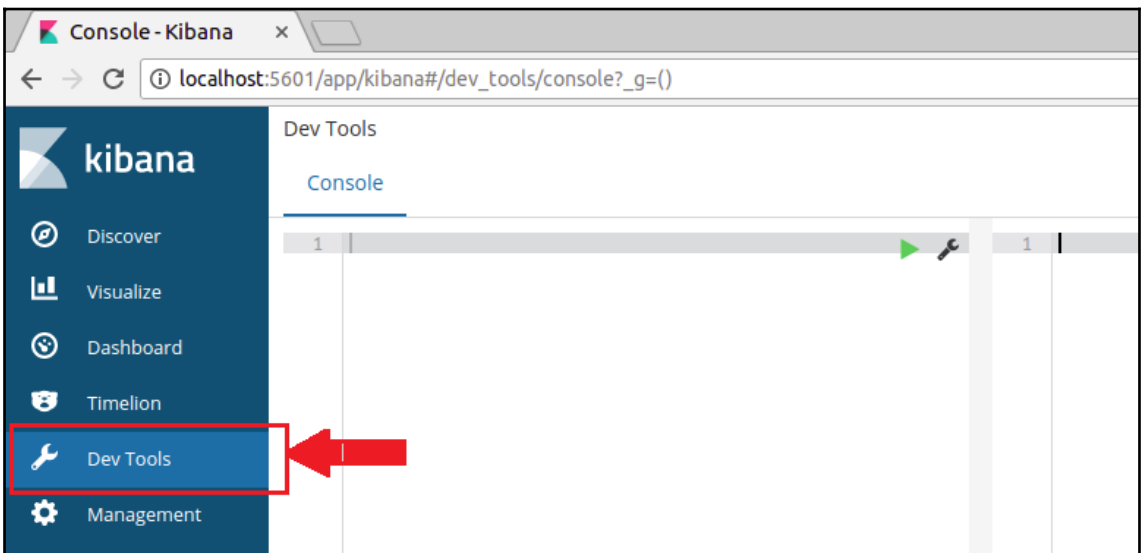 Console - Kibana
localhost:5601/app/kibana#/dev_tools/console?_g=()
kibana
Discover
Visualize
Dashboard
Timelion
Dev Tools
Management
Dev Tools
Console
1
1